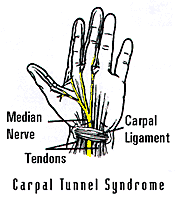 Median
Nerve
Carpal
Ligament
Tendons
Carpal Tunnel Syndrome